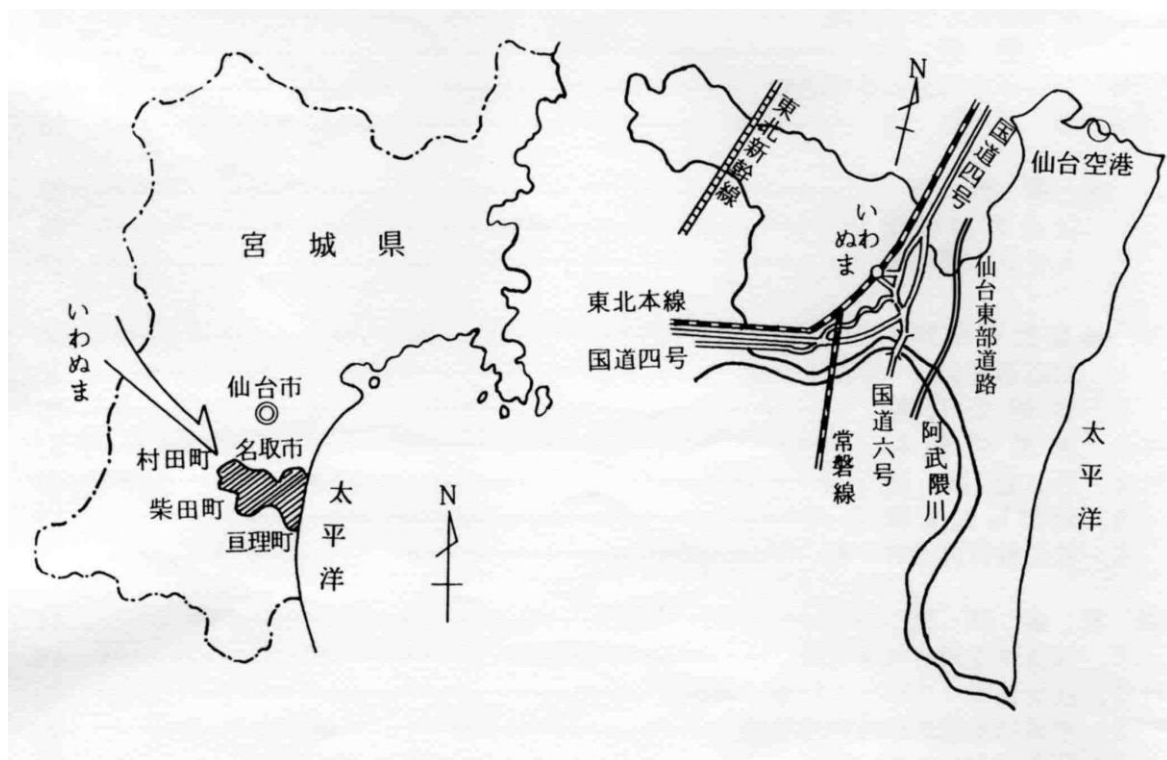 宮城県
いわぬま
仙台市
名取市
村田町
柴田町
亘理町
太平洋
N
N
東北新幹線
国道四号
仙台空港
いわぬま
東北本線
国道四号
仙台東部道路
国道六号
常磐線
阿武隈川
太平洋